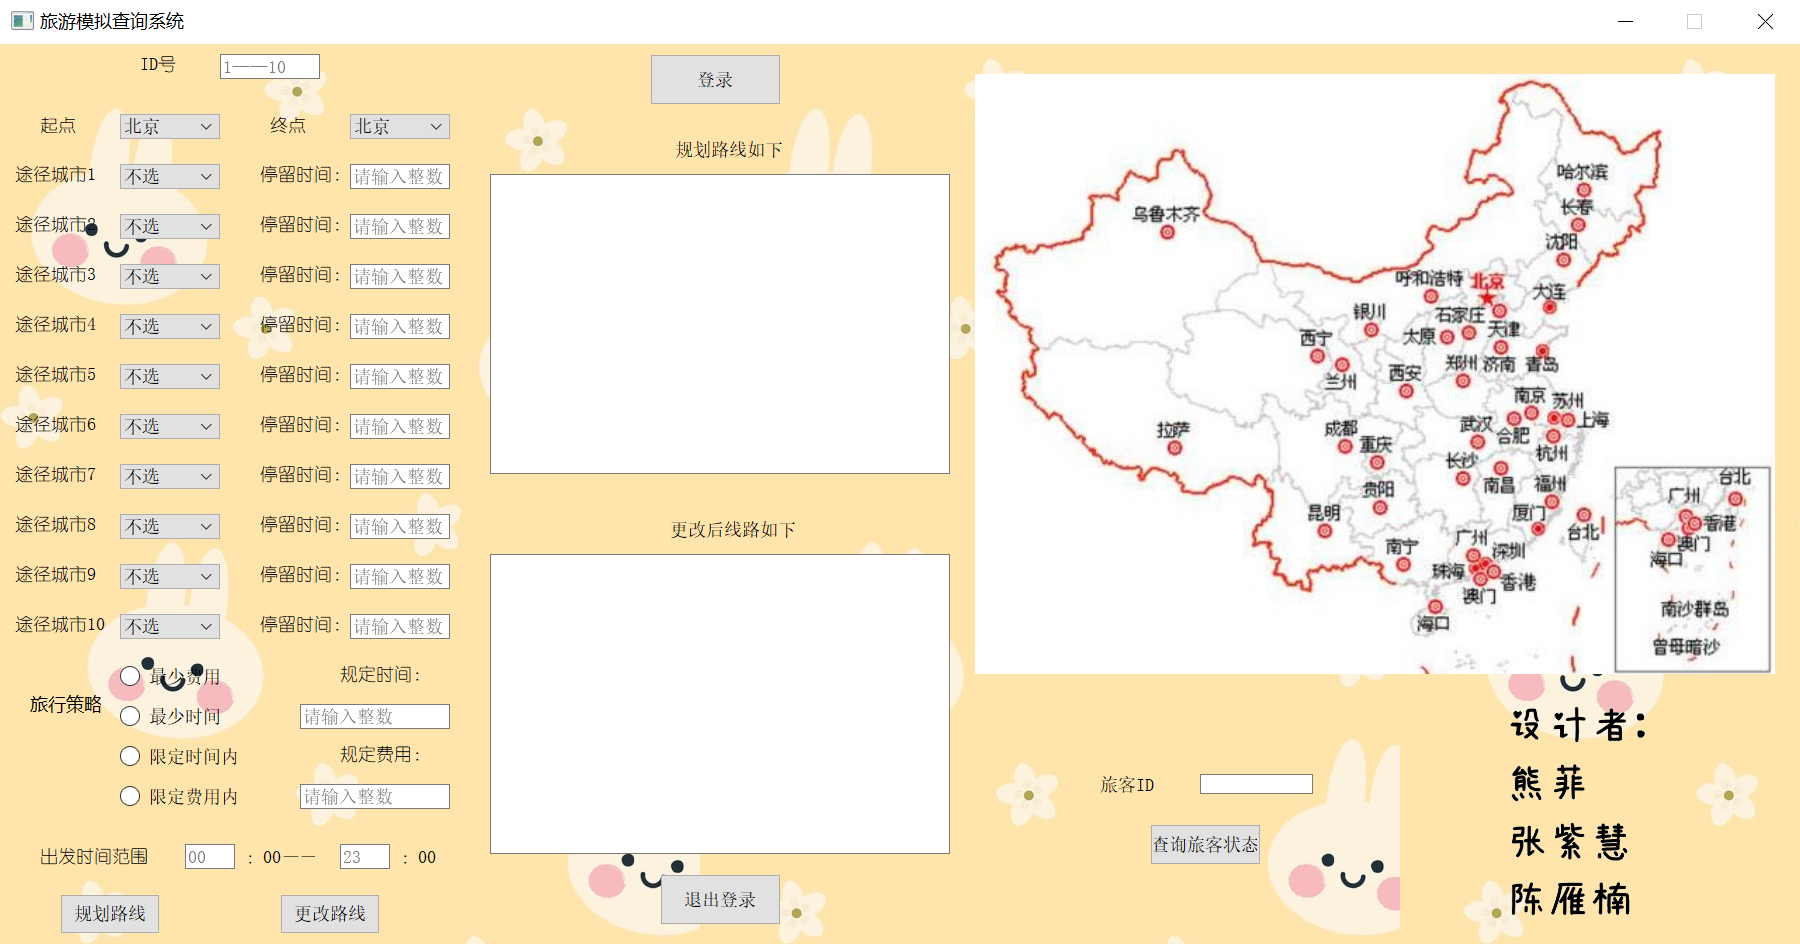 旅游模拟查询系统
ID号 1——10
登录
起点 北京 终点 北京
规划路线如下
途径城市1 不选 停留时间: 请输入整数
途径城市2 不选 停留时间: 请输入整数
途径城市3 不选 停留时间: 请输入整数
途径城市4 不选 停留时间: 请输入整数
途径城市5 不选 停留时间: 请输入整数
途径城市6 不选 停留时间: 请输入整数
途径城市7 不选 停留时间: 请输入整数
途径城市8 不选 停留时间: 请输入整数
途径城市9 不选 停留时间: 请输入整数
途径城市10 不选 停留时间: 请输入整数
更改后线路如下
旅行策略
最少费用
最少时间
限定时间内
限定费用内
规定时间:
请输入整数
规定费用:
请输入整数
出发时间范围 00 : 00—— 23 : 00
规划路线 更改路线
退出登录
哈尔滨
长春
乌鲁木齐
沈阳
呼和浩特 北京
大连
银川 石家庄
西宁 太原 天津
兰州 西安 郑州 济南 青岛
南京 苏州
拉萨 成都 重庆 武汉 合肥 上海
杭州
长沙 南昌 福州
贵阳
昆明 厦门 台北
南宁 广州 深圳
珠海 香港
澳门
海口
台北
广州
香港
澳门
海口
南沙群岛
曾母暗沙
旅客ID
查询旅客状态
设计者:
熊菲
张紫慧
陈雁楠